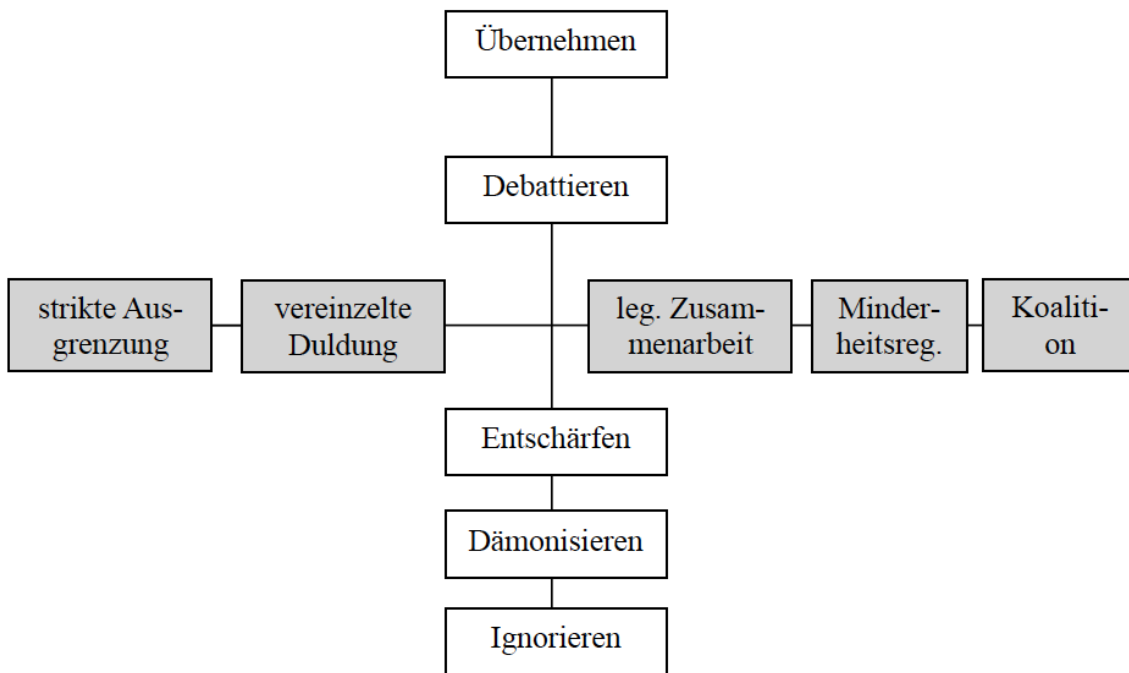 Übernehmen
Debattieren
strikte Aus-
grenzung
vereinzelte
Duldung
leg. Zusam-
menarbeit
Minder-
heitsreg.
Koaliti-
on
Entschärfen
Dämonisieren
Ignorieren